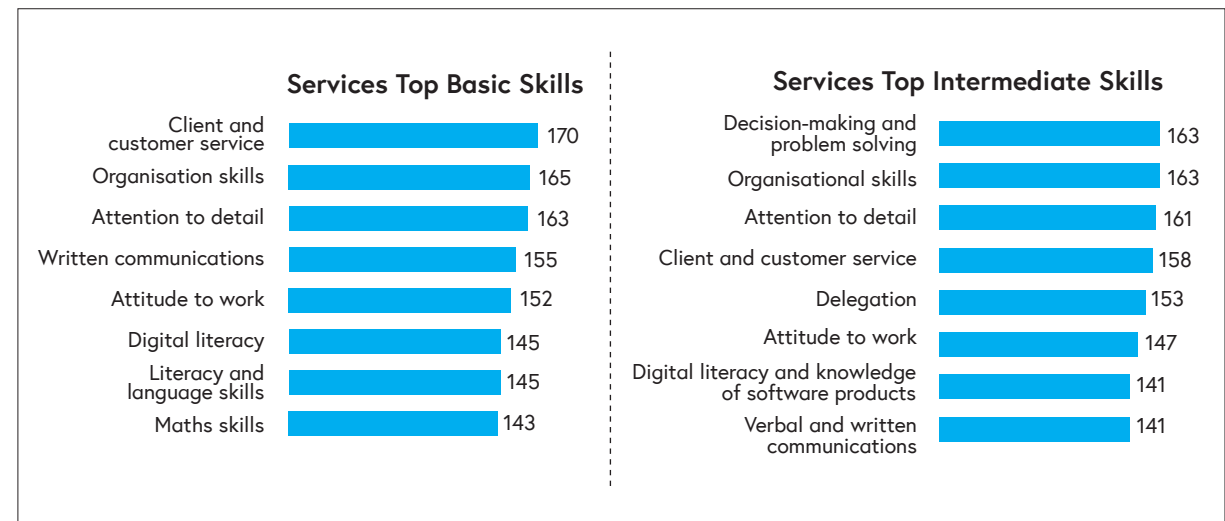 Services Top Basic Skills
Client and
customer service
170
Organisation skills
165
Attention to detail
163
Written communications
155
Attitude to work
152
Digital literacy
145
Literacy and
language skills
145
Maths skills
143
Services Top Intermediate Skills
Decision-making and
problem solving
163
Organisational skills
163
Attention to detail
161
Client and customer service
158
Delegation
153
Attitude to work
147
Digital literacy and knowledge
of software products
141
Verbal and written
communications
141